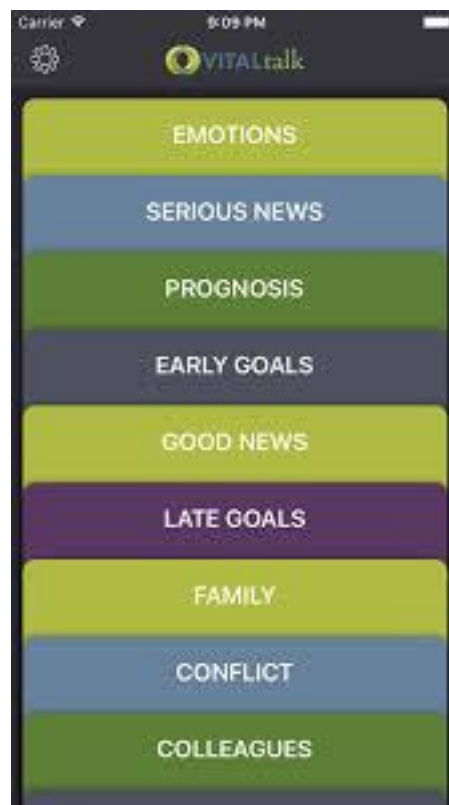 Carrier 9:09 PM
VITALtalk
EMOTIONS
SERIOUS NEWS
PROGNOSIS
EARLY GOALS
GOOD NEWS
LATE GOALS
FAMILY
CONFLICT
COLLEAGUES